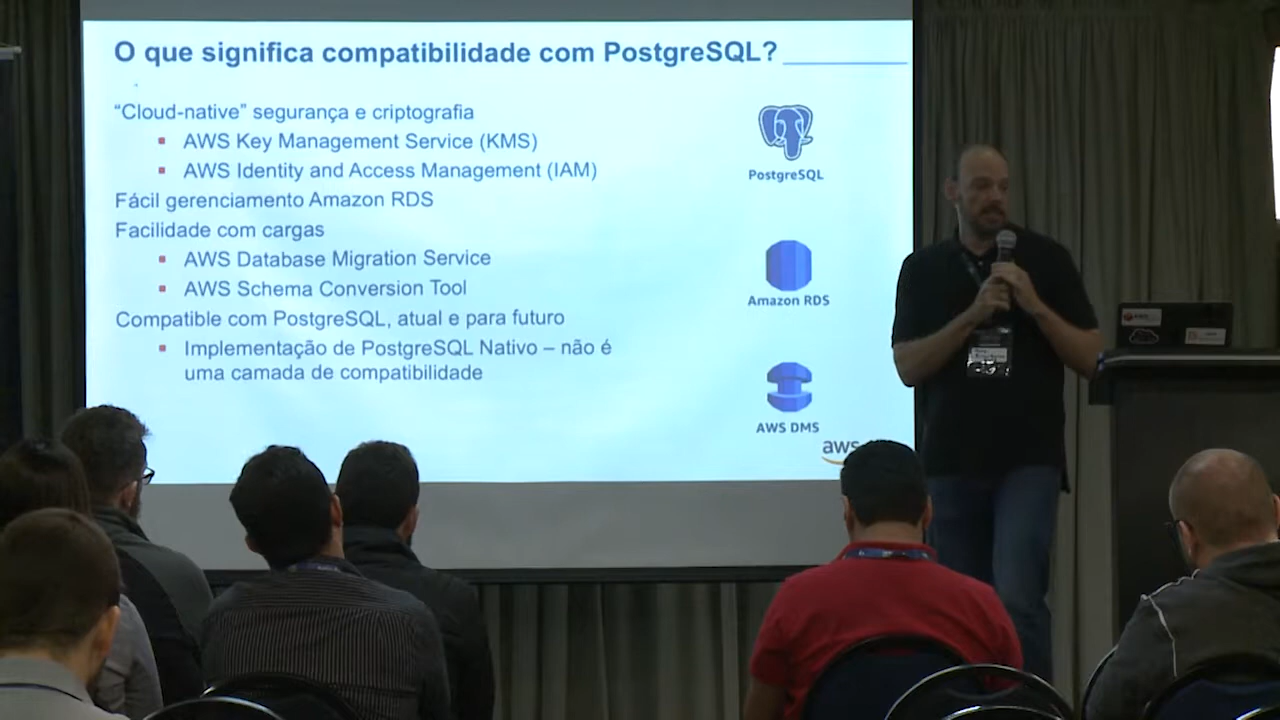 O que significa compatibilidade com PostgreSQL?
“Cloud-native” segurança e criptografia
AWS Key Management Service (KMS)
AWS Identity and Access Management (IAM)
Fácil gerenciamento Amazon RDS
Facilidade com cargas
AWS Database Migration Service
AWS Schema Conversion Tool
Compatible com PostgreSQL, atual e para futuro
Implementação de PostgreSQL Nativo – não é
uma camada de compatibilidade
PostgreSQL
Amazon RDS
AWS DMS
aws